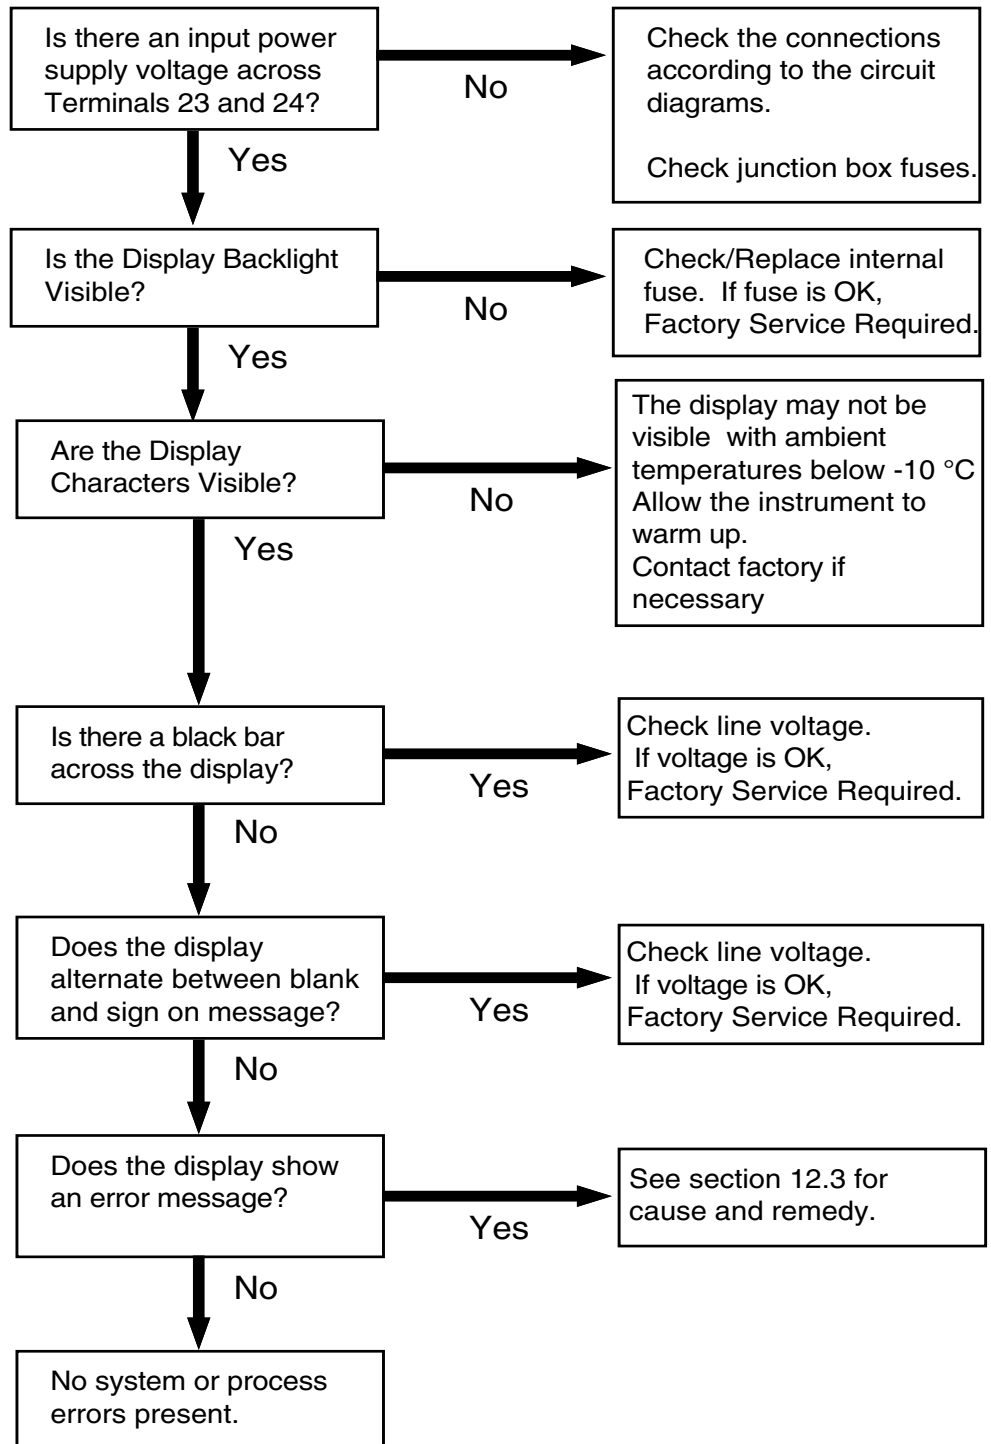 Is there an input power
supply voltage across
Terminals 23 and 24?
No
Check the connections
according to the circuit
diagrams.
Check junction box fuses.
Yes
Is the Display Backlight
Visible?
No
Check/Replace internal
fuse.  If fuse is OK,
Factory Service Required.
Yes
Are the Display
Characters Visible?
No
The display may not be
visible  with ambient
temperatures below -10 °C
Allow the instrument to
warm up.
Contact factory if
necessary
Yes
Is there a black bar
across the display?
Yes
Check line voltage.
If voltage is OK,
Factory Service Required.
No
Does the display
alternate between blank
and sign on message?
Yes
Check line voltage.
If voltage is OK,
Factory Service Required.
No
Does the display show
an error message?
Yes
See section 12.3 for
cause and remedy.
No
No system or process
errors present.